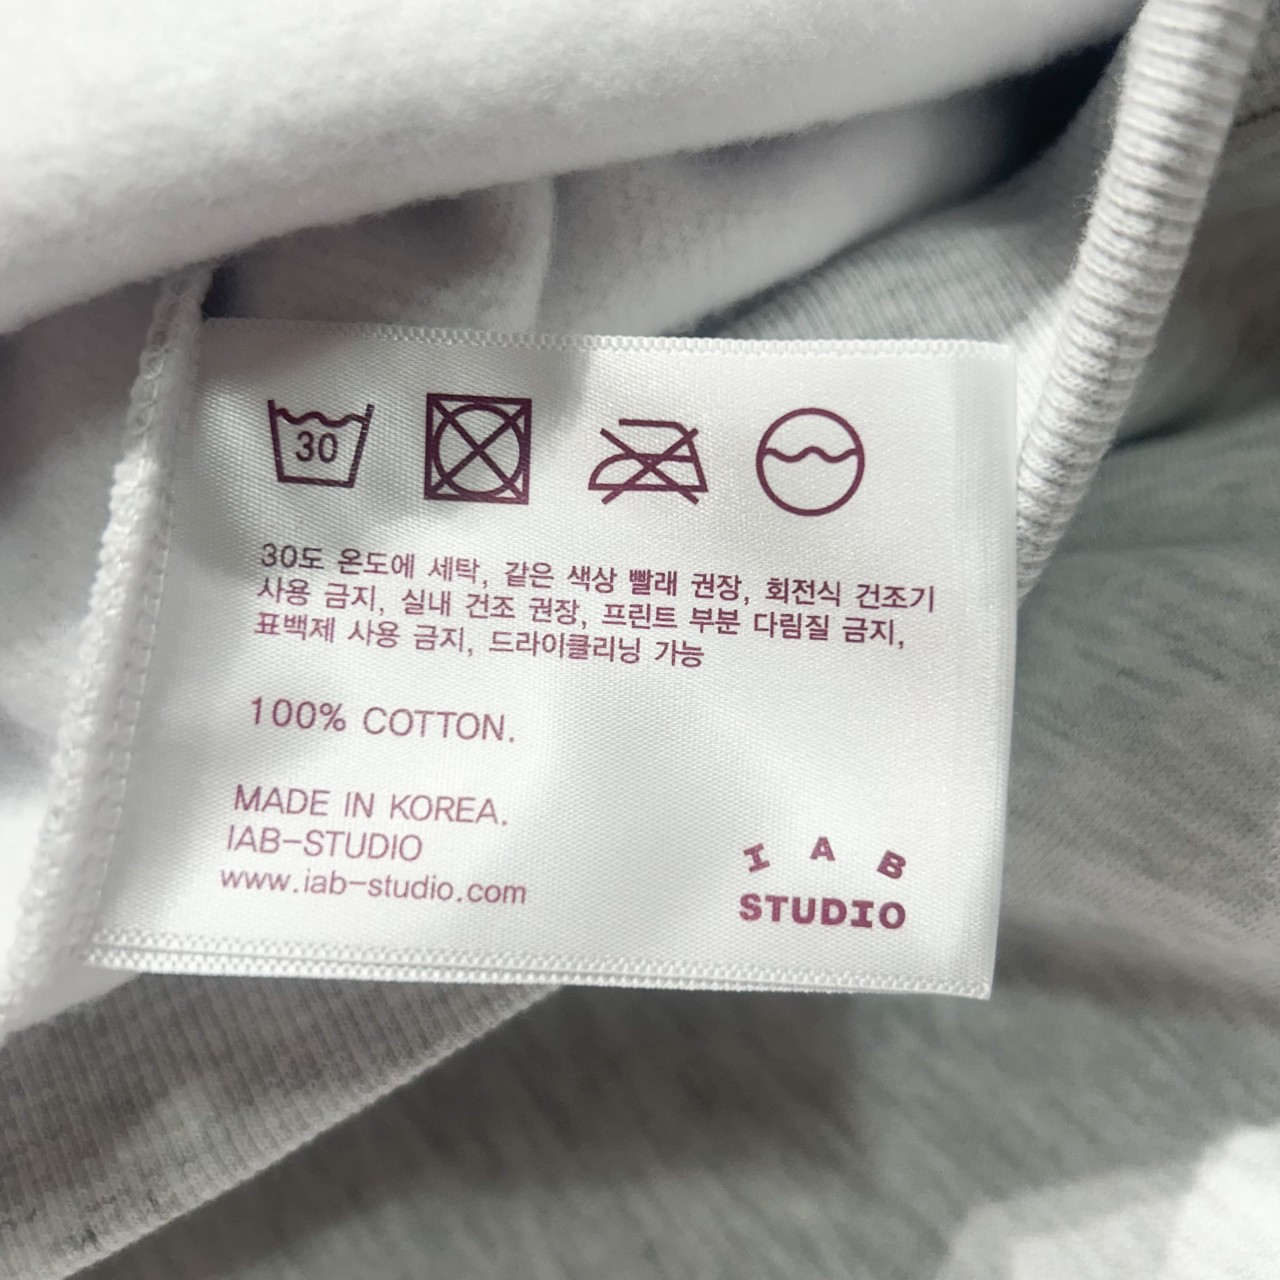 30
30도 온도에 세탁, 같은 색상 빨래 권장, 회전식 건조기
사용 금지, 실내 건조 권장, 프린트 부분 다림질 금지,
표백제 사용 금지, 드라이클리닝 가능
100% COTTON.
MADE IN KOREA.
IAB-STUDIO
www.iab-studio.com
I A B
STUDIO